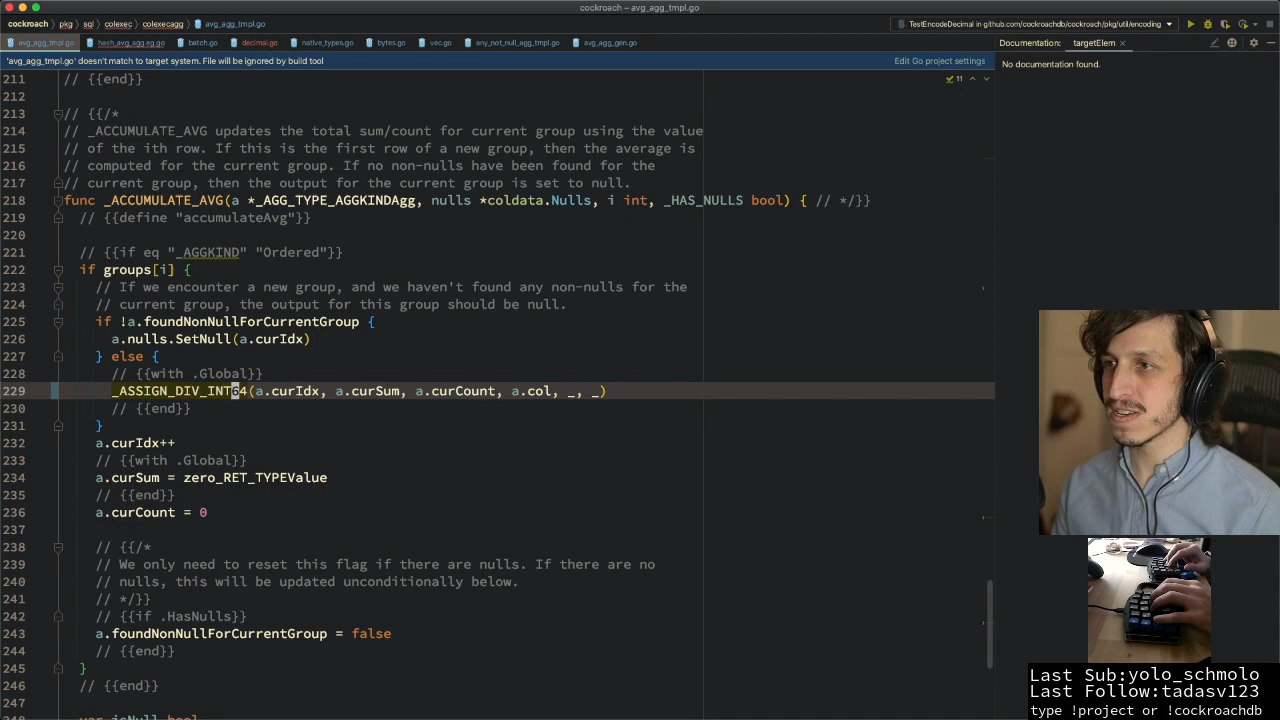 cockroach – avg_agg_tmpl.go
cockroach › pkg › sql › colexec › colexecagg › avg_agg_tmpl.go
TestEncodeDecimal in github.com/cockroachdb/cockroach/pkg/util/encoding
avg_agg_tmpl.go hash_avg_agg.eg.go batch.go decimal.go native_types.go bytes.go vec.go any_not_null_agg_tmpl.go avg_agg_gen.go
Documentation: targetElem ×
'avg_agg_tmpl.go' doesn't match to target system. File will be ignored by build tool Edit Go project settings
No documentation found.
11
211 // {{end}}
212
213 // {{/*
214 // _ACCUMULATE_AVG updates the total sum/count for current group using the value
215 // of the ith row. If this is the first row of a new group, then the average is
216 // computed for the current group. If no non-nulls have been found for the
217 // current group, then the output for the current group is set to null.
218 func _ACCUMULATE_AVG(a *_AGG_TYPE_AGGKINDAgg, nulls *coldata.Nulls, i int, _HAS_NULLS bool) { // */}}
219 // {{define "accumulateAvg"}}
220
221 // {{if eq "_AGGKIND" "Ordered"}}
222 if groups[i] {
223 // If we encounter a new group, and we haven't found any non-nulls for the
224 // current group, the output for this group should be null.
225 if !a.foundNonNullForCurrentGroup {
226 a.nulls.SetNull(a.curIdx)
227 } else {
228 // {{with .Global}}
229 _ASSIGN_DIV_INT64(a.curIdx, a.curSum, a.curCount, a.col, _, _)
230 // {{end}}
231 }
232 a.curIdx++
233 // {{with .Global}}
234 a.curSum = zero_RET_TYPEValue
235 // {{end}}
236 a.curCount = 0
237
238 // {{/*
239 // We only need to reset this flag if there are nulls. If there are no
240 // nulls, this will be updated unconditionally below.
241 // */}}
242 // {{if .HasNulls}}
243 a.foundNonNullForCurrentGroup = false
244 // {{end}}
245 }
246 // {{end}}
247
248 var isNull bool
Last Sub:yolo_schmolo
Last Follow:tadasv123
type !project or !cockroachdb